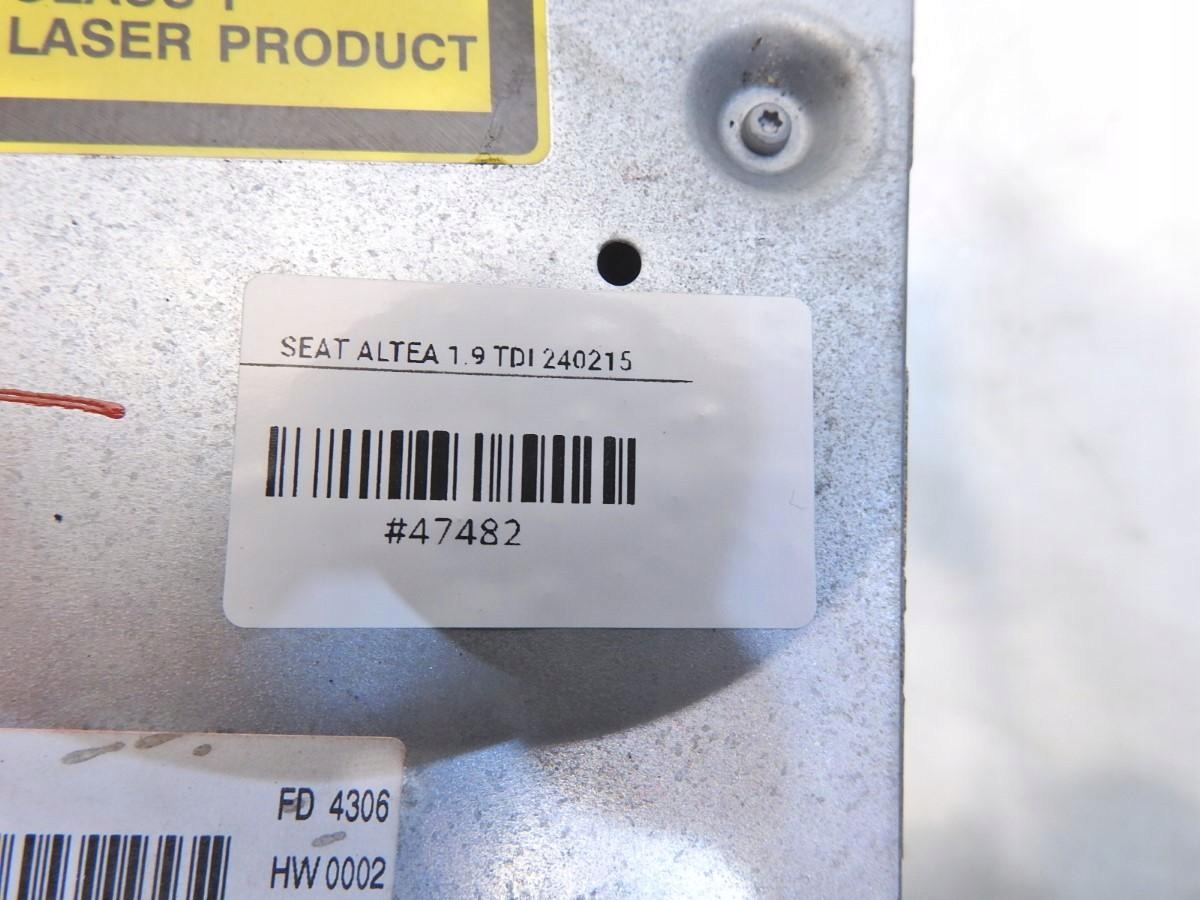 LASER PRODUCT
SEAT ALTEA 1.9 TDI 240215
#47482
FD 4306
HW 0002